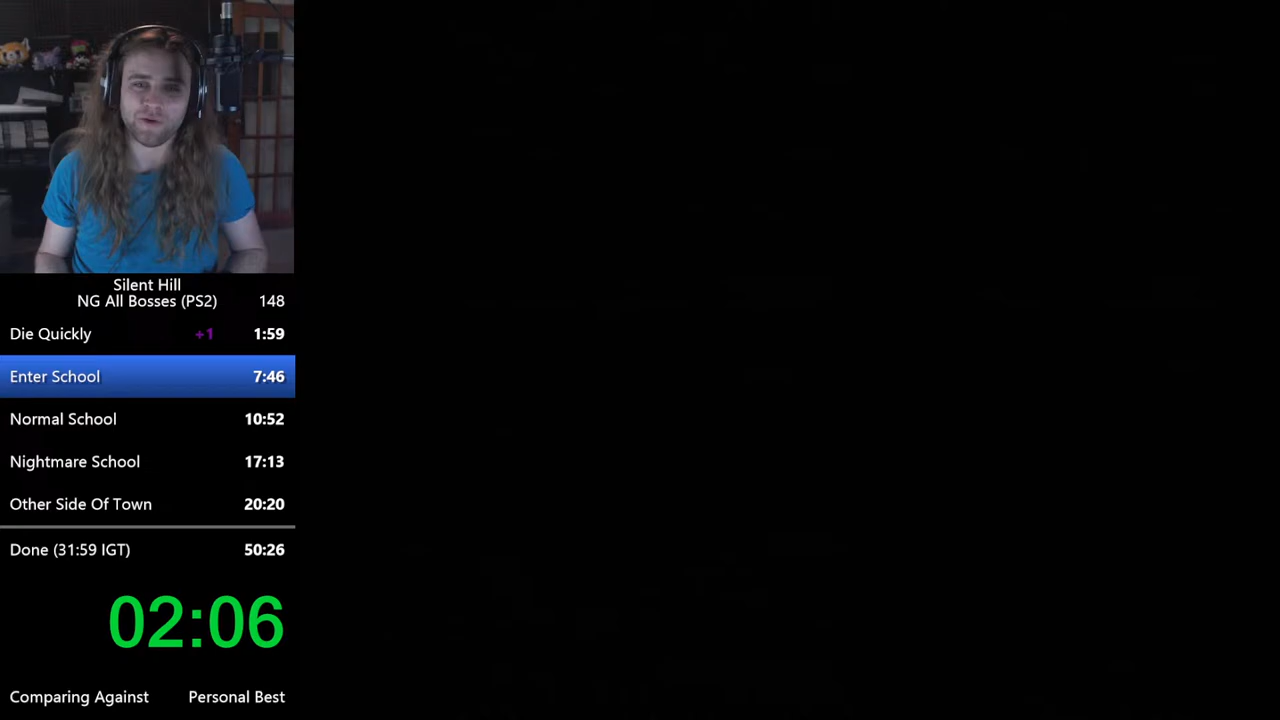 Silent Hill
NG All Bosses (PS2) 148
Die Quickly +1 1:59
Enter School 7:46
Normal School 10:52
Nightmare School 17:13
Other Side Of Town 20:20
Done (31:59 IGT) 50:26
02:06
Comparing Against Personal Best